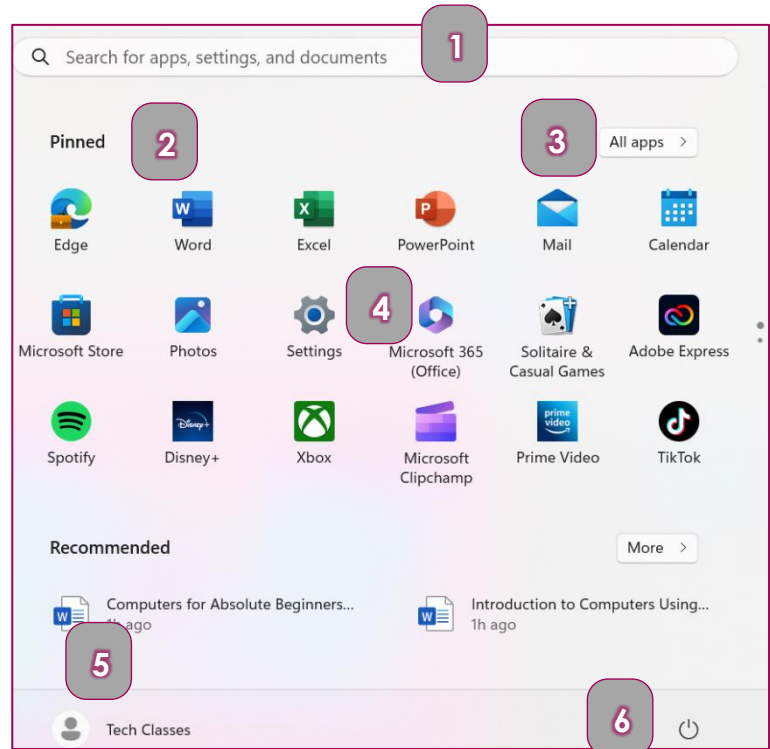 1
Search for apps, settings, and documents
Pinned
2
3
All apps >
Edge
Word
Excel
PowerPoint
Mail
Calendar
4
Microsoft Store
Photos
Settings
Microsoft 365
(Office)
Solitaire &
Casual Games
Adobe Express
Spotify
Disney+
Xbox
Microsoft
Clipchamp
prime
video
Prime Video
TikTok
Recommended
More >
Computers for Absolute Beginners...
1h ago
Introduction to Computers Using...
1h ago
5
Tech Classes
6